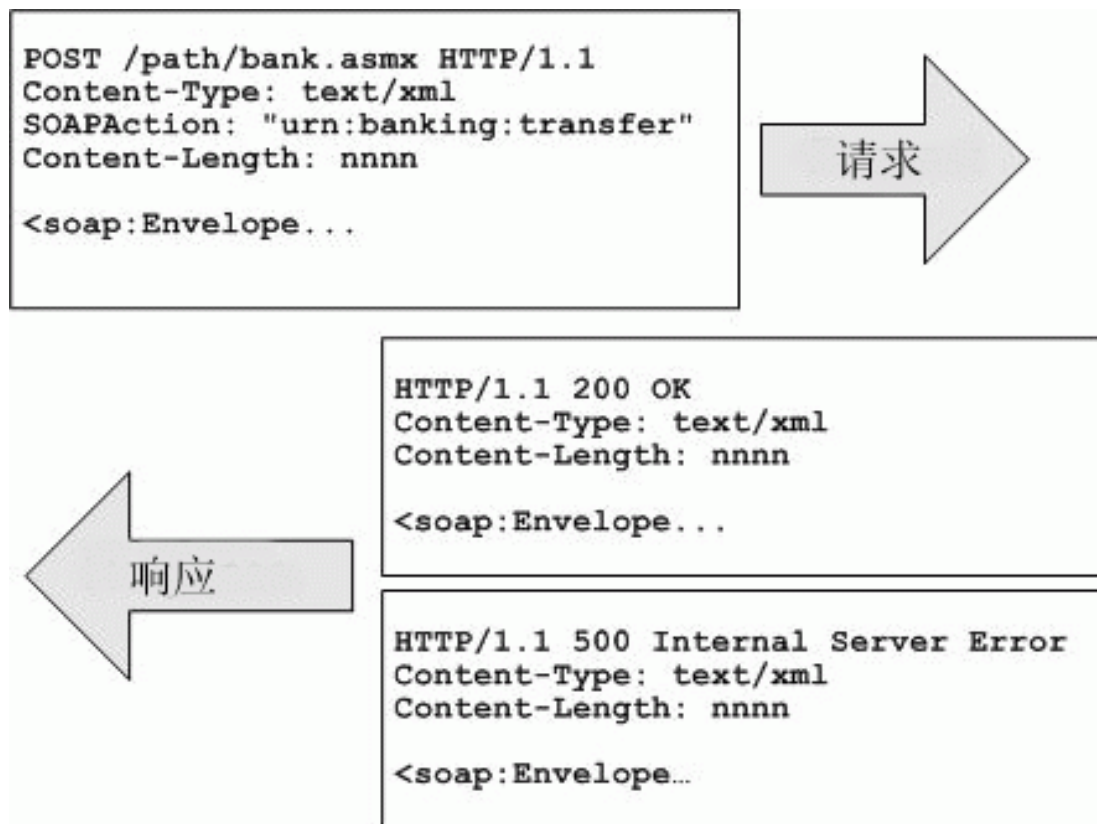 POST /path/bank.asmx HTTP/1.1
Content-Type: text/xml
SOAPAction: "urn:banking:transfer"
Content-Length: nnnn
<soap:Envelope...
请求
HTTP/1.1 200 OK
Content-Type: text/xml
Content-Length: nnnn
<soap:Envelope...
响应
HTTP/1.1 500 Internal Server Error
Content-Type: text/xml
Content-Length: nnnn
<soap:Envelope…